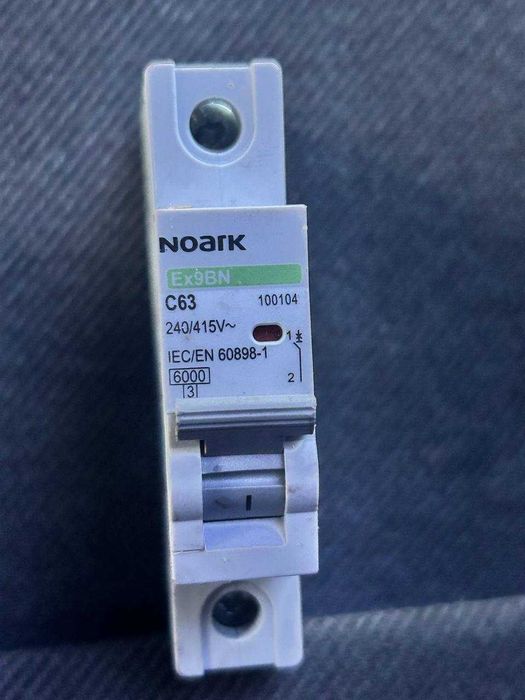 NOARK
Ex9BN
C63 100104
240/415V~
1
IEC/EN 60898-1
6000
3
2
I